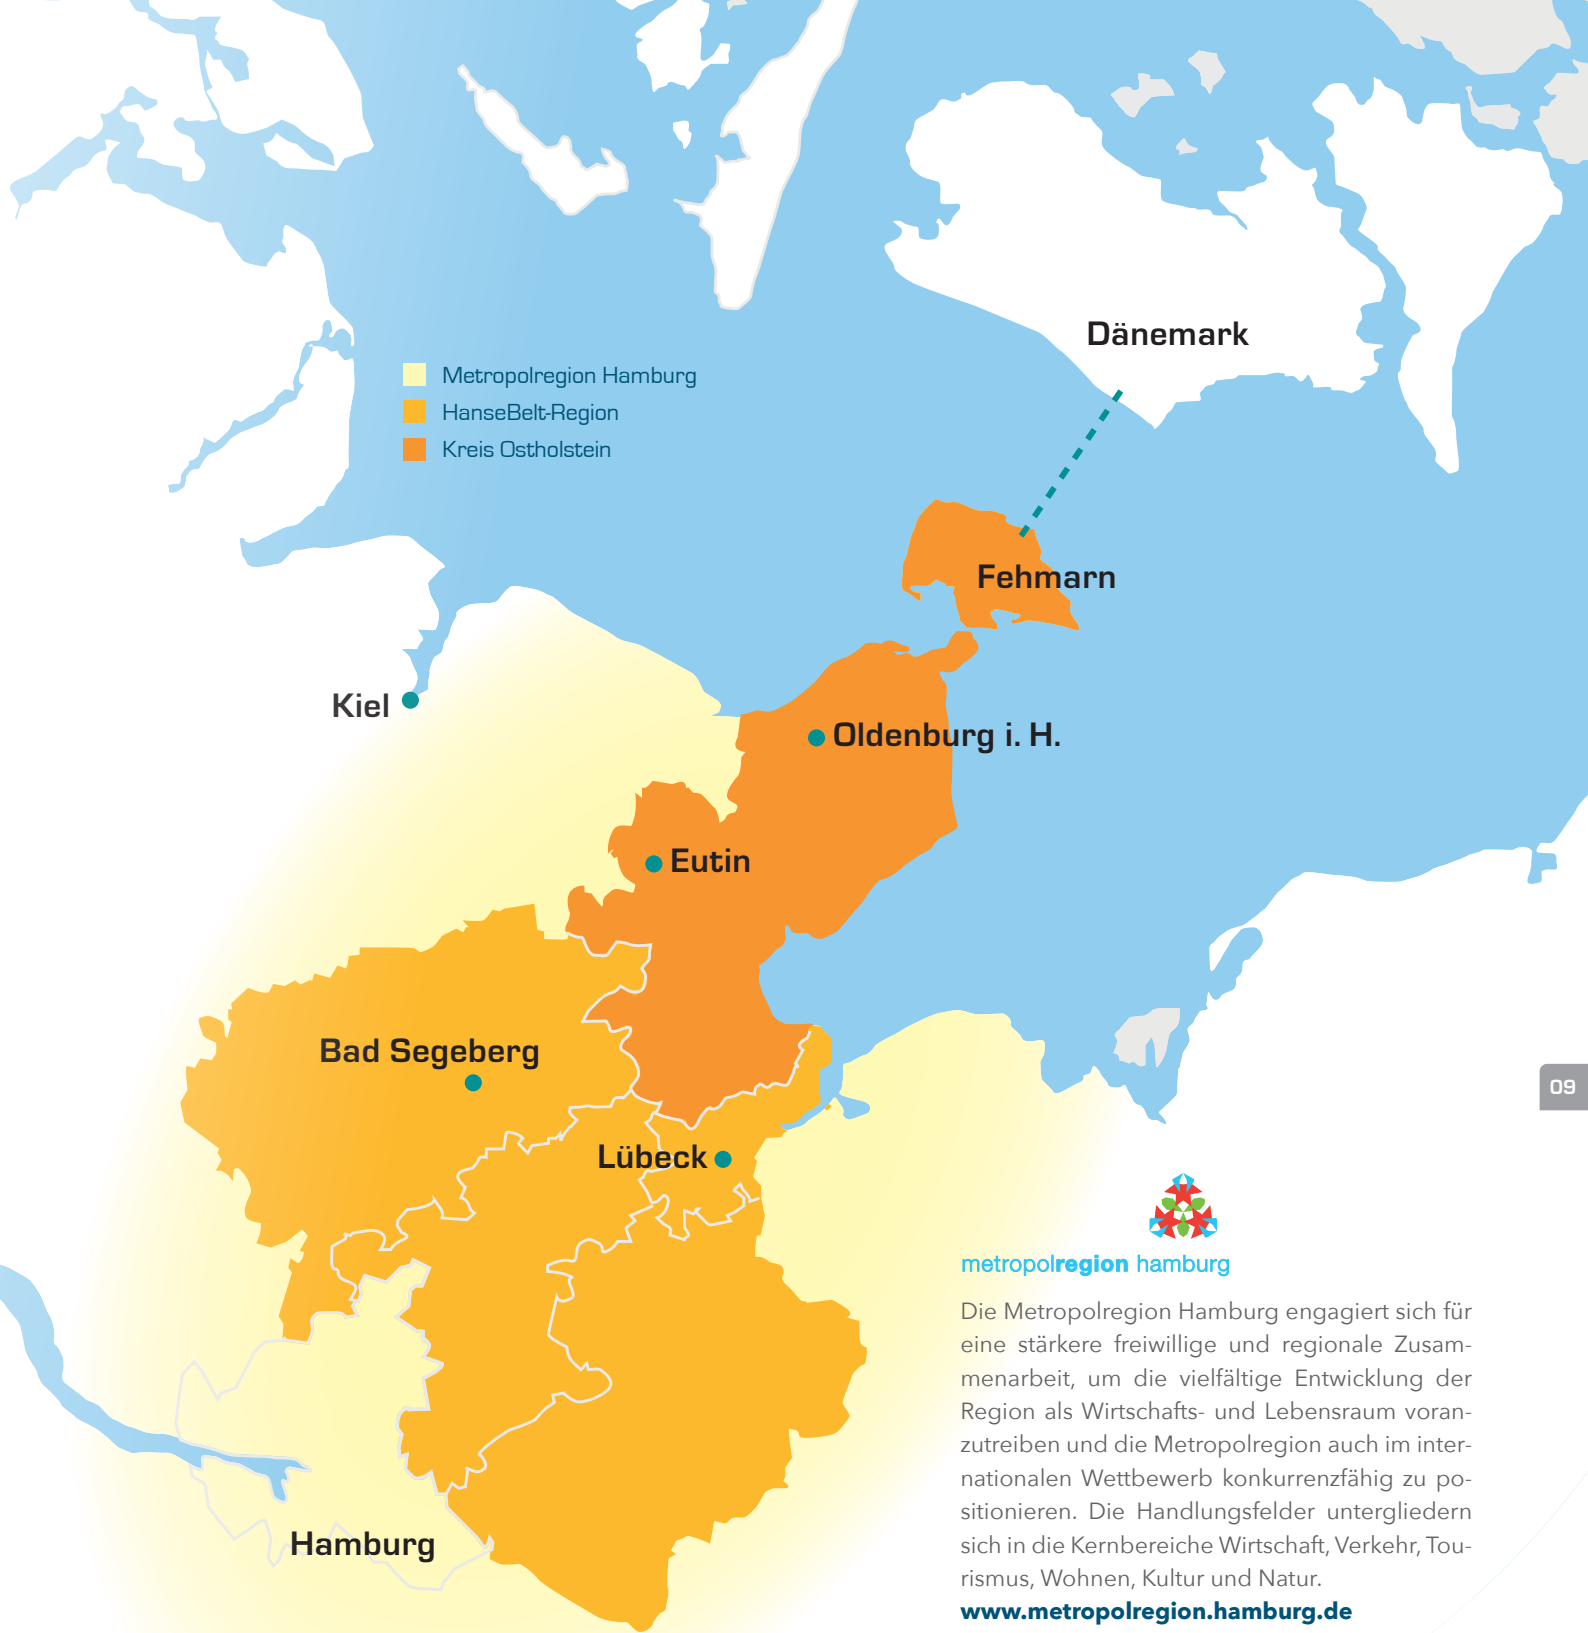 Dänemark
Metropolregion Hamburg
HanseBelt-Region
Kreis Ostholstein
Fehmarn
Kiel
Oldenburg i. H.
Eutin
Bad Segeberg
09
Lübeck
Hamburg
metropolregion hamburg
Die Metropolregion Hamburg engagiert sich für
eine stärkere freiwillige und regionale Zusam-
menarbeit, um die vielfältige Entwicklung der
Region als Wirtschafts- und Lebensraum voran-
zutreiben und die Metropolregion auch im inter-
nationalen Wettbewerb konkurrenzfähig zu po-
sitionieren. Die Handlungsfelder untergliedern
sich in die Kernbereiche Wirtschaft, Verkehr, Tou-
rismus, Wohnen, Kultur und Natur.
www.metropolregion.hamburg.de